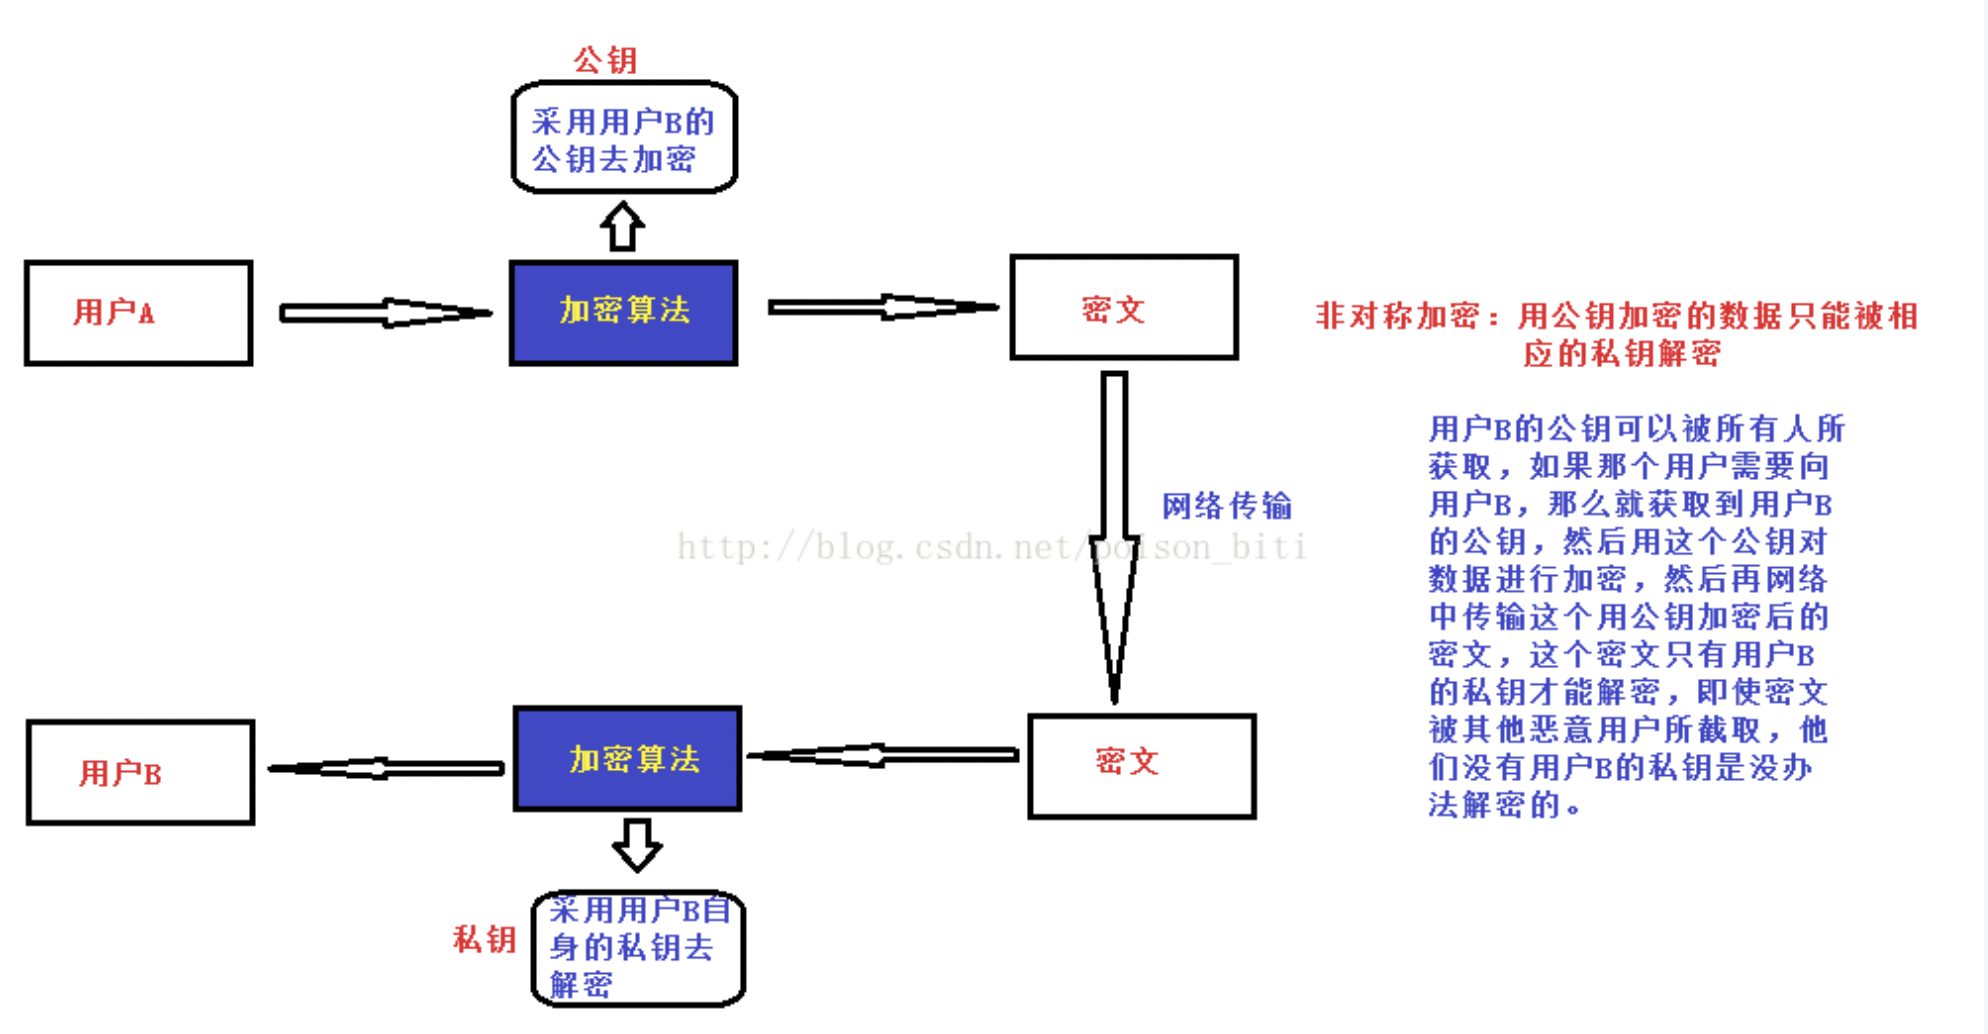 公钥
采用用户B的
公钥去加密
用户A
加密算法
密文
非对称加密：用公钥加密的数据只能被相
应的私钥解密
用户B的公钥可以被所有人所
获取，如果那个用户需要向
用户B，那么就获取到用户B
的公钥，然后用这个公钥对
数据进行加密，然后再网络
中传输这个用公钥加密后的
密文，这个密文只有用户B
的私钥才能解密，即使密文
被其他恶意用户所截取，他
们没有用户B的私钥是没办
法解密的。
网络传输
http://blog.csdn.net/poison_biti
用户B
加密算法
密文
私钥
采用用户B自
身的私钥去
解密